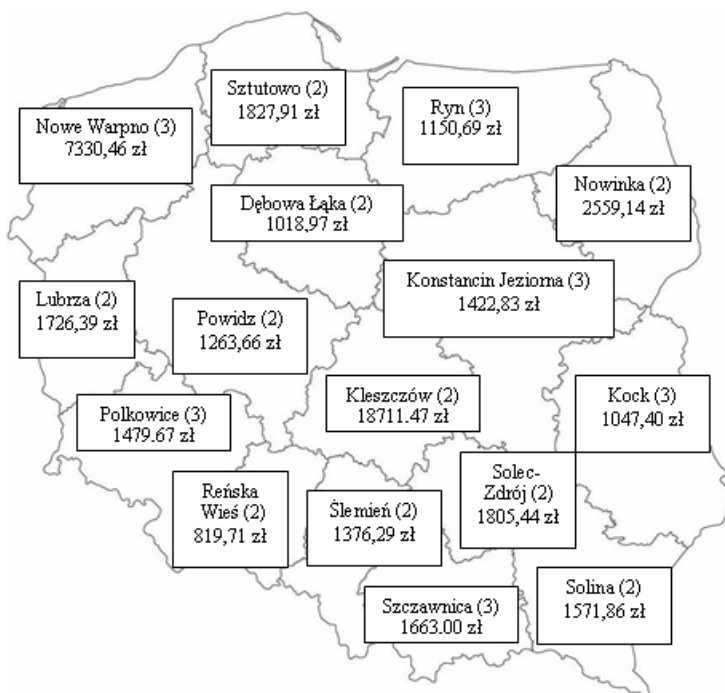 Sztutowo (2)
1827,91 zł
Ryn (3)
1150,69 zł
Nowe Warpno (3)
7330,46 zł
Nowinka (2)
2559,14 zł
Dębowa Łąka (2)
1018,97 zł
Konstancin Jeziorna (3)
1422,83 zł
Lubrza (2)
1726,39 zł
Powidz (2)
1263,66 zł
Kleszczów (2)
18711.47 zł
Kock (3)
1047,40 zł
Polkowice (3)
1479.67 zł
Solec-
Zdrój (2)
1805,44 zł
Reńska
Wieś (2)
819,71 zł
Ślemień (2)
1376,29 zł
Solina (2)
1571,86 zł
Szczawnica (3)
1663.00 zł